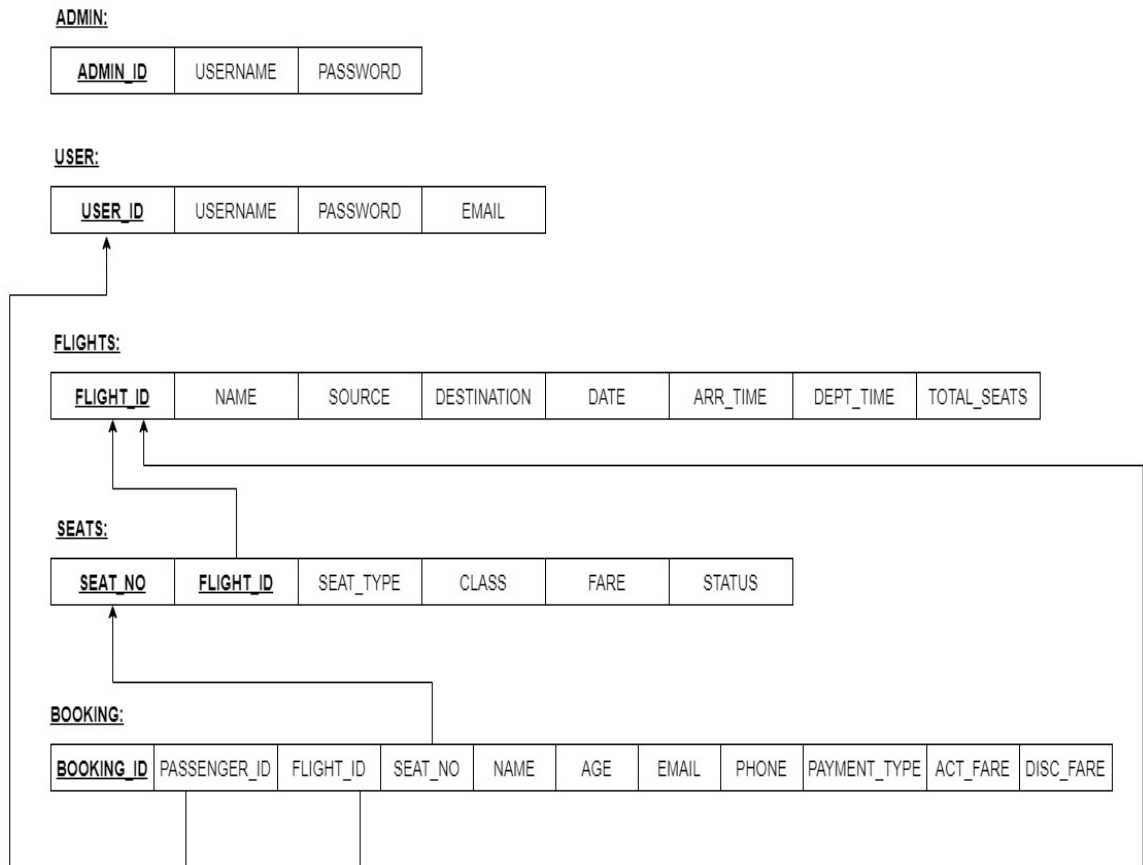 ADMIN:
ADMIN_ID USERNAME PASSWORD
USER:
USER_ID USERNAME PASSWORD EMAIL
FLIGHTS:
FLIGHT_ID NAME SOURCE DESTINATION DATE ARR_TIME DEPT_TIME TOTAL_SEATS
SEATS:
SEAT_NO FLIGHT_ID SEAT_TYPE CLASS FARE STATUS
BOOKING:
BOOKING_ID PASSENGER_ID FLIGHT_ID SEAT_NO NAME AGE EMAIL PHONE PAYMENT_TYPE ACT_FARE DISC_FARE